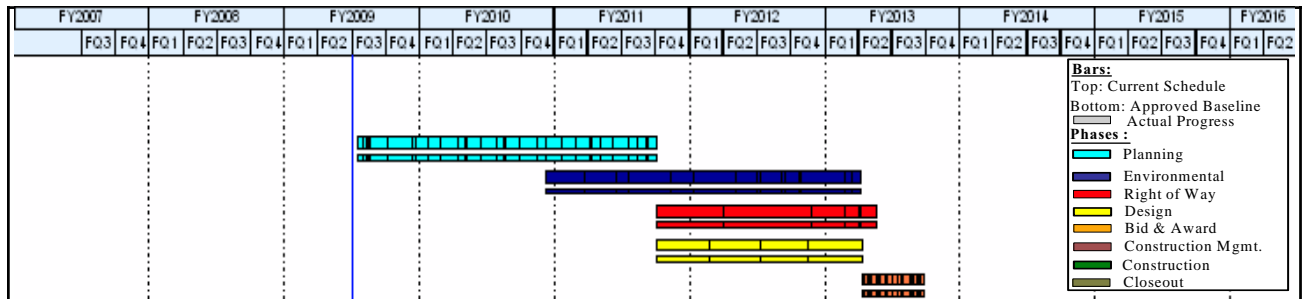 FY2007 FY2008 FY2009 FY2010 FY2011 FY2012 FY2013 FY2014 FY2015 FY2016
FQ3 FQ4 FQ1 FQ2 FQ3 FQ4 FQ1 FQ2 FQ3 FQ4 FQ1 FQ2 FQ3 FQ4 FQ1 FQ2 FQ3 FQ4 FQ1 FQ2 FQ3 FQ4 FQ1 FQ2 FQ3 FQ4 FQ1 FQ2 FQ3 FQ4 FQ1 FQ2 FQ3 FQ4 FQ1 FQ2
Bars:
Top: Current Schedule
Bottom: Approved Baseline
Actual Progress
Phases :
Planning
Environmental
Right of Way
Design
Bid & Award
Construction Mgmt.
Construction
Closeout